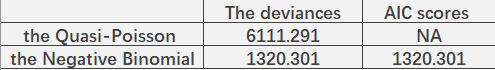 The deviances AIC scores
the Quasi-Poisson 6111.291 NA
the Negative Binomial 1320.301 1320.301